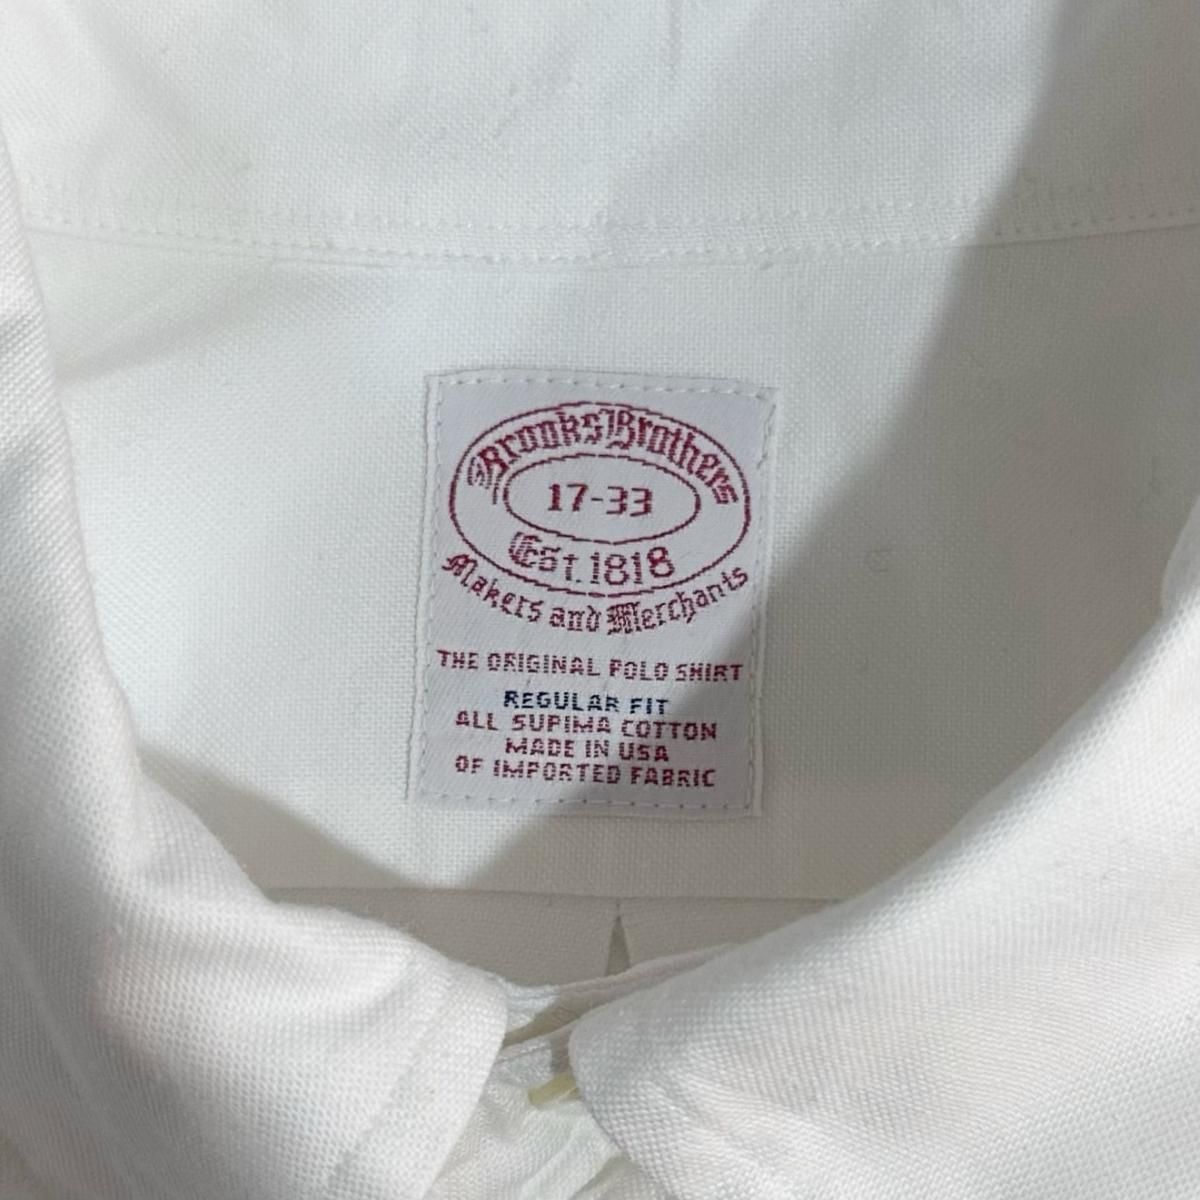 Brooks Brothers
17-33
Est. 1818
Makers and Merchants
THE ORIGINAL POLO SHIRT
REGULAR FIT
ALL SUPIMA COTTON
MADE IN USA
OF IMPORTED FABRIC